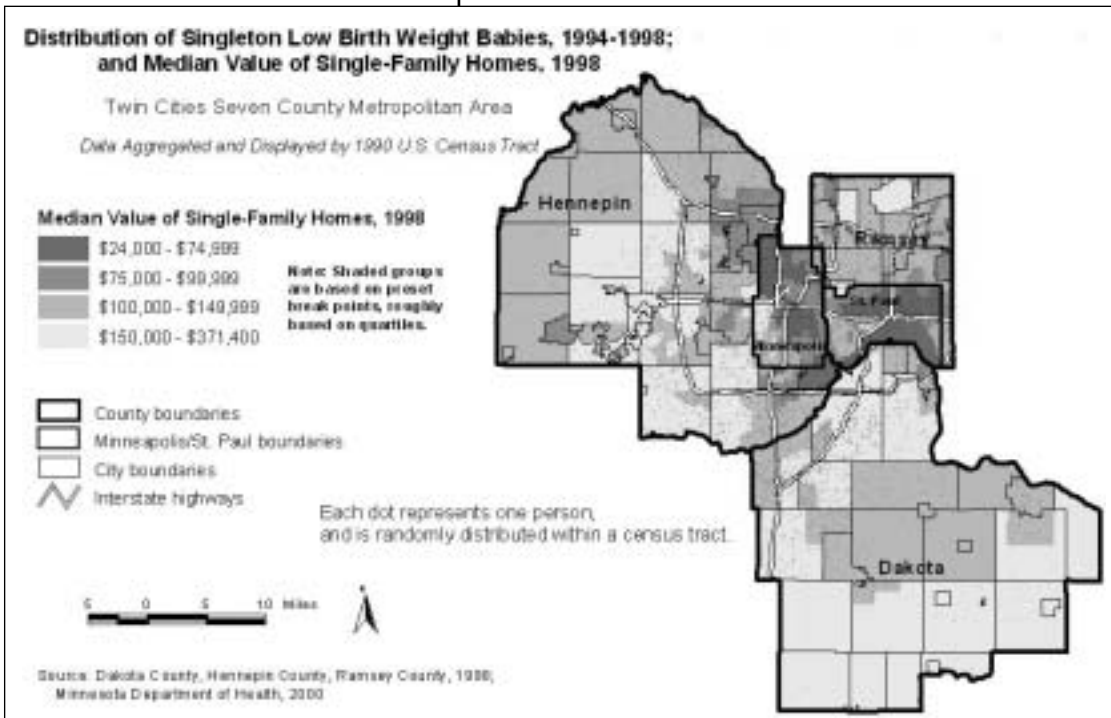 Distribution of Singleton Low Birth Weight Babies, 1994-1998;
and Median Value of Single-Family Homes, 1998
Twin Cities Seven County Metropolitan Area
Data Aggregated and Displayed by 1990 U.S. Census Tract
Median Value of Single-Family Homes, 1998
$24,000 - $74,999
$75,000 - $99,999
$100,000 - $149,999
$150,000 - $371,400
Note: Shaded groups
are based on preset
break points, roughly
based on quartiles.
County boundaries
Minneapolis/St. Paul boundaries
City boundaries
Interstate highways
Each dot represents one person,
and is randomly distributed within a census tract.
5 0 5 10 Miles
Source: Dakota County, Hennepin County, Ramsey County, 1998;
Minnesota Department of Health, 2000
Hennepin
Ramsey
St. Paul
Minneapolis
Dakota